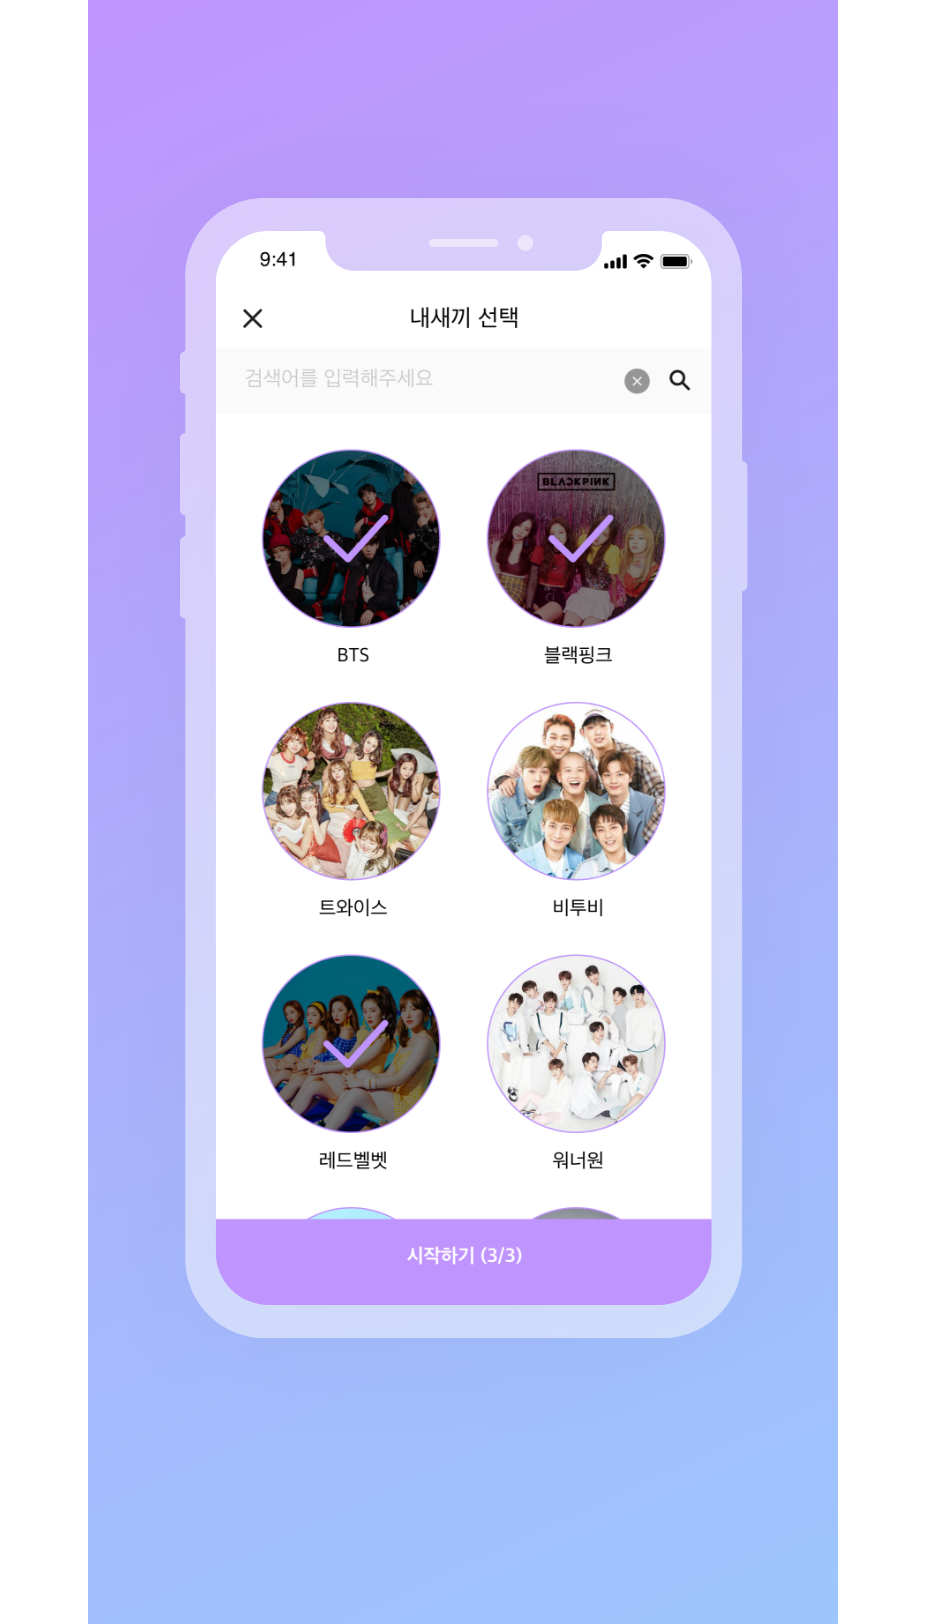 9:41
내새끼 선택
검색어를 입력해주세요
BLACKPINK
BTS
블랙핑크
트와이스
비투비
레드벨벳
워너원
시작하기 (3/3)